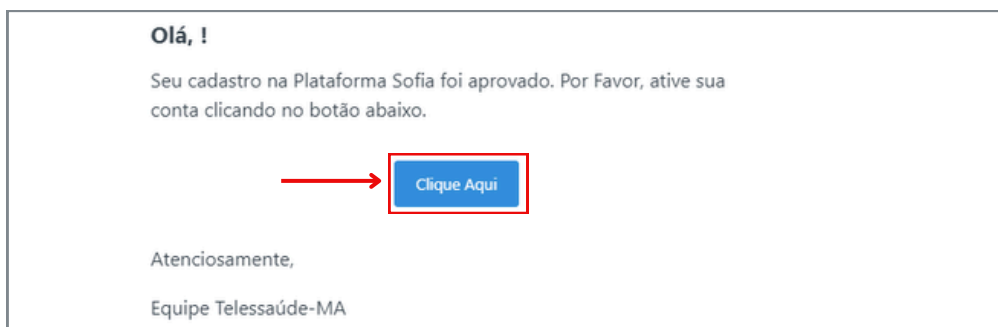 Olá, !
Seu cadastro na Plataforma Sofia foi aprovado. Por Favor, ative sua
conta clicando no botão abaixo.
Clique Aqui
Atenciosamente,
Equipe Telessaúde-MA